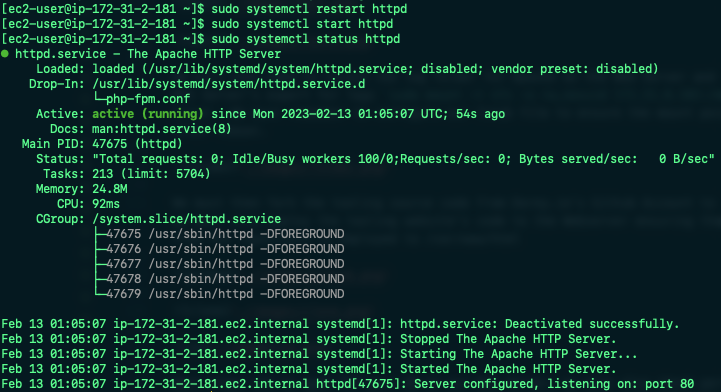 [ec2-user@ip-172-31-2-181 ~]$ sudo systemctl restart httpd
[ec2-user@ip-172-31-2-181 ~]$ sudo systemctl start httpd
[ec2-user@ip-172-31-2-181 ~]$ sudo systemctl status httpd
● httpd.service - The Apache HTTP Server
     Loaded: loaded (/usr/lib/systemd/system/httpd.service; disabled; vendor preset: disabled)
    Drop-In: /usr/lib/systemd/system/httpd.service.d
             └─php-fpm.conf
     Active: active (running) since Mon 2023-02-13 01:05:07 UTC; 54s ago
       Docs: man:httpd.service(8)
   Main PID: 47675 (httpd)
     Status: "Total requests: 0; Idle/Busy workers 100/0;Requests/sec: 0; Bytes served/sec:   0 B/sec"
      Tasks: 213 (limit: 5704)
     Memory: 24.8M
        CPU: 92ms
     CGroup: /system.slice/httpd.service
             ├─47675 /usr/sbin/httpd -DFOREGROUND
             ├─47676 /usr/sbin/httpd -DFOREGROUND
             ├─47677 /usr/sbin/httpd -DFOREGROUND
             ├─47678 /usr/sbin/httpd -DFOREGROUND
             └─47679 /usr/sbin/httpd -DFOREGROUND
Feb 13 01:05:07 ip-172-31-2-181.ec2.internal systemd[1]: httpd.service: Deactivated successfully.
Feb 13 01:05:07 ip-172-31-2-181.ec2.internal systemd[1]: Stopped The Apache HTTP Server.
Feb 13 01:05:07 ip-172-31-2-181.ec2.internal systemd[1]: Starting The Apache HTTP Server...
Feb 13 01:05:07 ip-172-31-2-181.ec2.internal systemd[1]: Started The Apache HTTP Server.
Feb 13 01:05:07 ip-172-31-2-181.ec2.internal httpd[47675]: Server configured, listening on: port 80